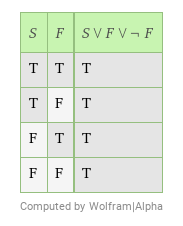 S F S ∨ F ∨ ¬ F
T T T
T F T
F T T
F F T
Computed by Wolfram|Alpha